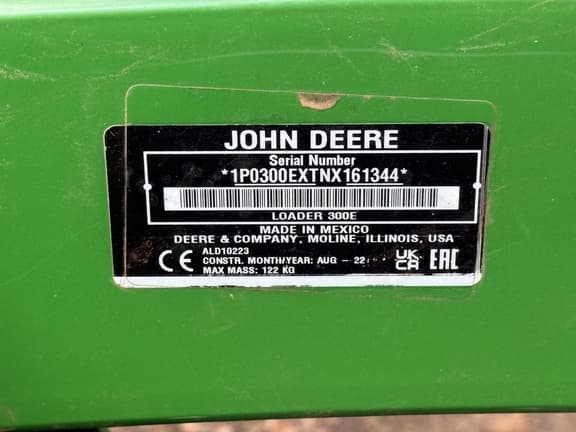 JOHN DEERE
Serial Number
*1P0300EXTNX161344*
LOADER 300E
MADE IN MEXICO
DEERE & COMPANY, MOLINE, ILLINOIS, USA
ALD10223
CE CONSTR. MONTH/YEAR: AUG - 22 UK CA EAC
MAX MASS: 122 KG